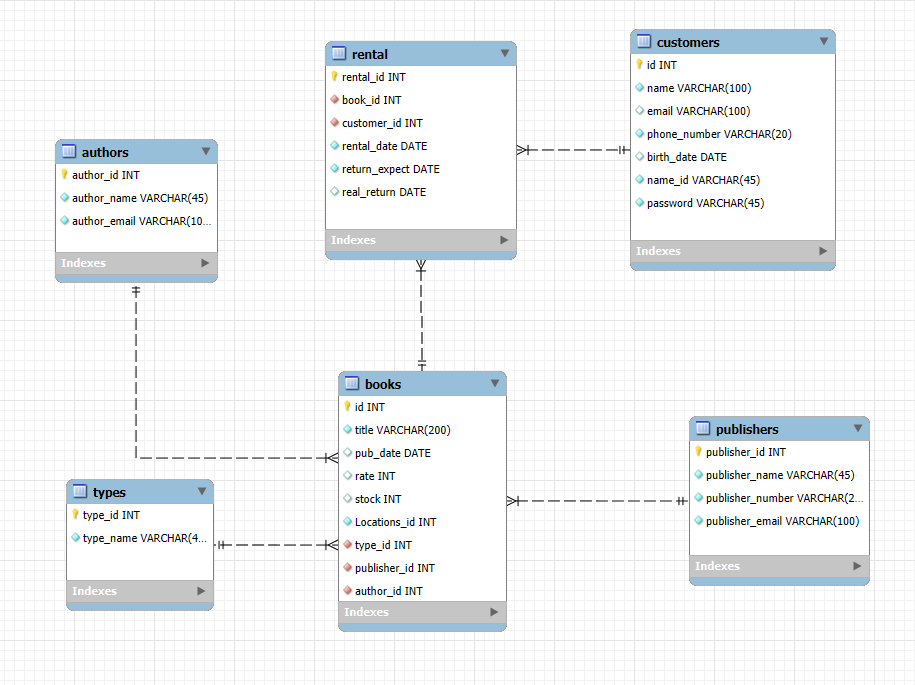 rental
rental_id INT
book_id INT
customer_id INT
rental_date DATE
return_expect DATE
real_return DATE
Indexes
customers
id INT
name VARCHAR(100)
email VARCHAR(100)
phone_number VARCHAR(20)
birth_date DATE
name_id VARCHAR(45)
password VARCHAR(45)
Indexes
authors
author_id INT
author_name VARCHAR(45)
author_email VARCHAR(10...
Indexes
books
id INT
title VARCHAR(200)
pub_date DATE
rate INT
stock INT
Locations_id INT
type_id INT
publisher_id INT
author_id INT
Indexes
publishers
publisher_id INT
publisher_name VARCHAR(45)
publisher_number VARCHAR(2...
publisher_email VARCHAR(100)
Indexes
types
type_id INT
type_name VARCHAR(4...
Indexes